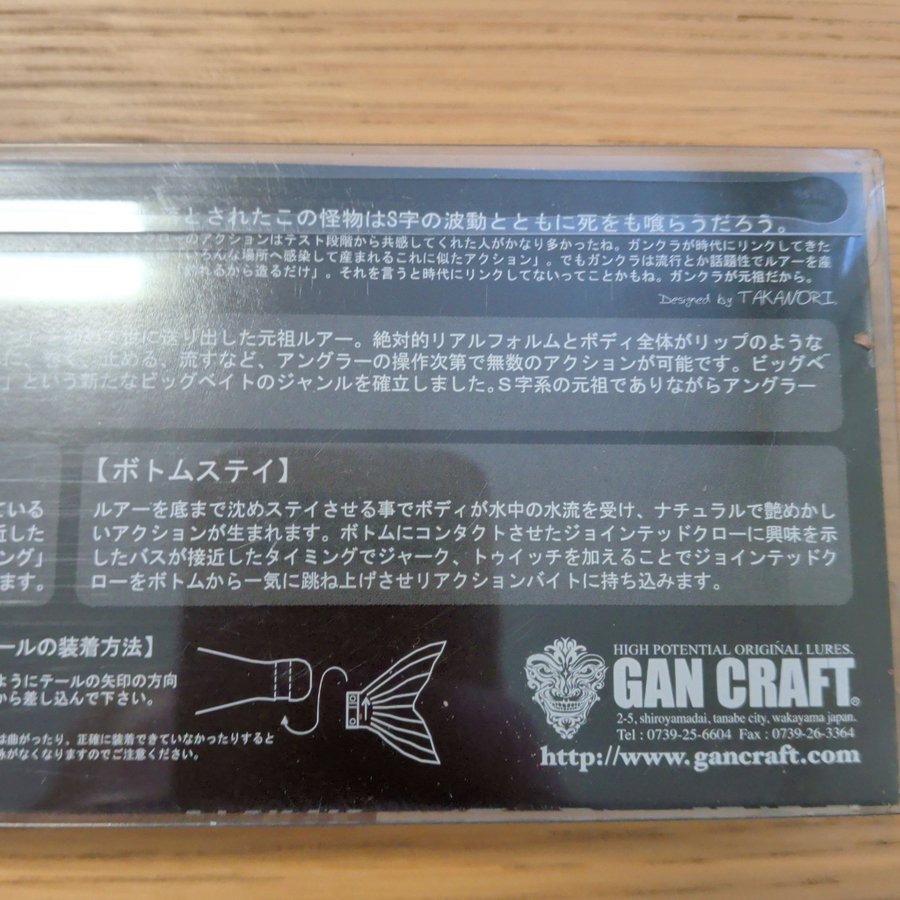 とされたこの怪物はS字の波動とともに死をも喰らうだろう。
のアクションはテスト段階から共感してくれた人がかなり多かったね。ガンクラが時代にリンクしてきた
いろんな場所へ感染して産まれるこれに似たアクション」。でもガンクラは流行とか話題性でルアーを産
「釣れるから造るだけ」。それを言うと時代にリンクしてないってことかもね。ガンクラが元祖だから。
Designed by TAKANORI.
に送り出した元祖ルアー。絶対的リアルフォルムとボディ全体がリップのような
止める、流すなど、アングラーの操作次第で無数のアクションが可能です。ビッグベ
」という新たなビッグベイトのジャンルを確立しました。S字系の元祖でありながらアングラー
【ボトムステイ】
ルアーを底まで沈めステイさせる事でボディが水中の水流を受け、ナチュラルで艶めかし
いアクションが生まれます。ボトムにコンタクトさせたジョインテッドクローに興味を示
したバスが接近したタイミングでジャーク、トゥイッチを加えることでジョインテッドク
ローをボトムから一気に跳ね上げさせリアクションバイトに持ち込みます。
ている
近した
ング」
ます。
ールの装着方法】
ようにテールの矢印の方向
から差し込んで下さい。
は曲がったり、正確に装着できていなかったりすると
がなくなりますのでご注意ください。
HIGH POTENTIAL ORIGINAL LURES.
GAN CRAFT®
2-5, shiroyamadai, tanabe city, wakayama japan.
Tel : 0739-25-6604 Fax : 0739-26-3364
http://www.gancraft.com